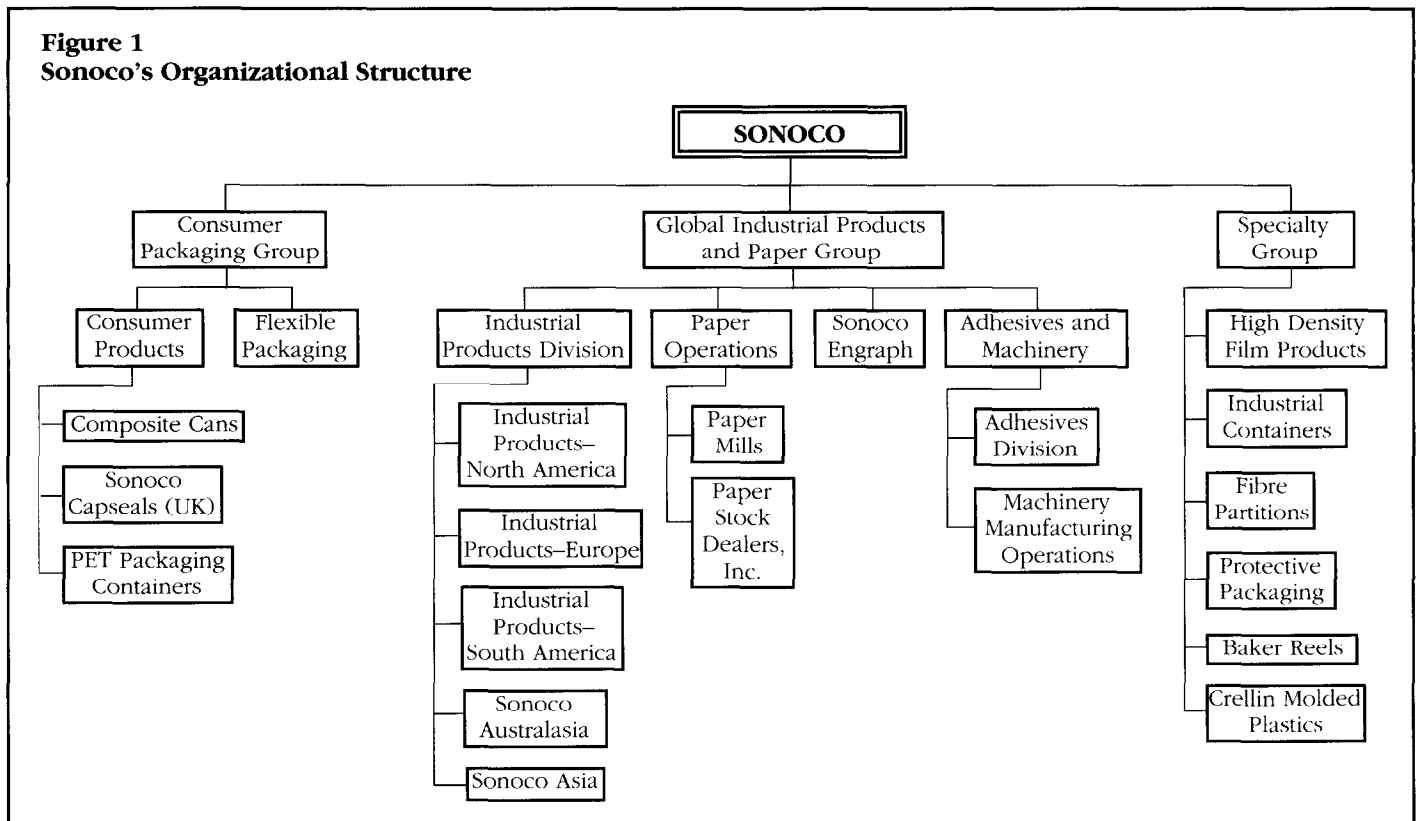 Figure 1
Sonoco's Organizational Structure
SONOCO
Consumer
Packaging Group
Global Industrial Products
and Paper Group
Specialty
Group
Consumer
Products
Flexible
Packaging
Industrial
Products Division
Paper
Operations
Sonoco
Engraph
Adhesives and
Machinery
Composite Cans
Sonoco
Capseals (UK)
PET Packaging
Containers
Industrial
Products–
North America
Industrial
Products–Europe
Industrial
Products–
South America
Sonoco
Australasia
Sonoco Asia
Paper
Mills
Paper
Stock
Dealers,
Inc.
Adhesives
Division
Machinery
Manufacturing
Operations
High Density
Film Products
Industrial
Containers
Fibre
Partitions
Protective
Packaging
Baker Reels
Crellin Molded
Plastics